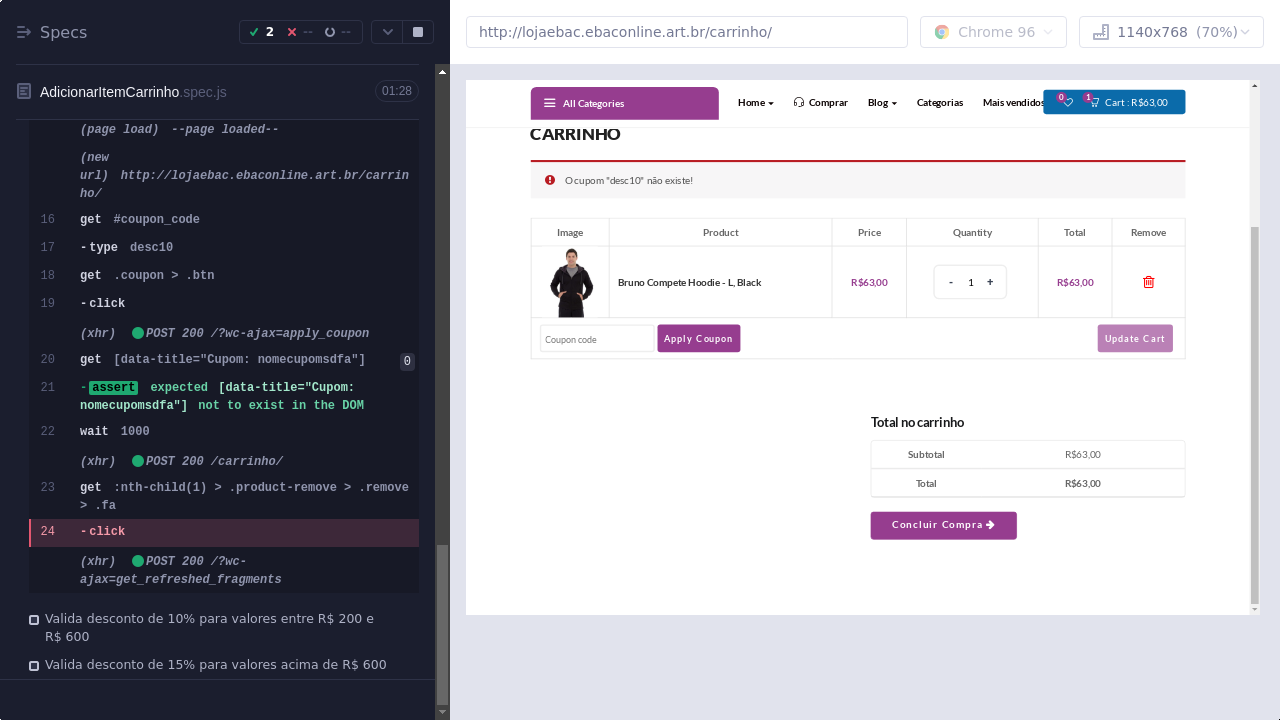 Specs
2 -- --
AdicionarItemCarrinho.spec.js 01:28
(page load) --page loaded--
(new
url) http://lojaebac.ebaconline.art.br/carrin
ho/
16 get #coupon_code
17 -type desc10
18 get .coupon > .btn
19 -click
(xhr) POST 200 /?wc-ajax=apply_coupon
20 get [data-title="Cupom: nomecupomsdfa"] 0
21 -assert expected [data-title="Cupom:
nomecupomsdfa"] not to exist in the DOM
22 wait 1000
(xhr) POST 200 /carrinho/
23 get :nth-child(1) > .product-remove > .remove
> .fa
24 -click
(xhr) POST 200 /?wc-
ajax=get_refreshed_fragments
Valida desconto de 10% para valores entre R$ 200 e
R$ 600
Valida desconto de 15% para valores acima de R$ 600
http://lojaebac.ebaconline.art.br/carrinho/ Chrome 96 1140x768 (70%)
All Categories Home Comprar Blog Categorias Mais vendidos 0 1 Cart : R$63,00
CARRINHO
O cupom "desc10" não existe!
Image Product Price Quantity Total Remove
Bruno Compete Hoodie - L, Black R$63,00 - 1 + R$63,00
Coupon code Apply Coupon Update Cart
Total no carrinho
Subtotal R$63,00
Total R$63,00
Concluir Compra